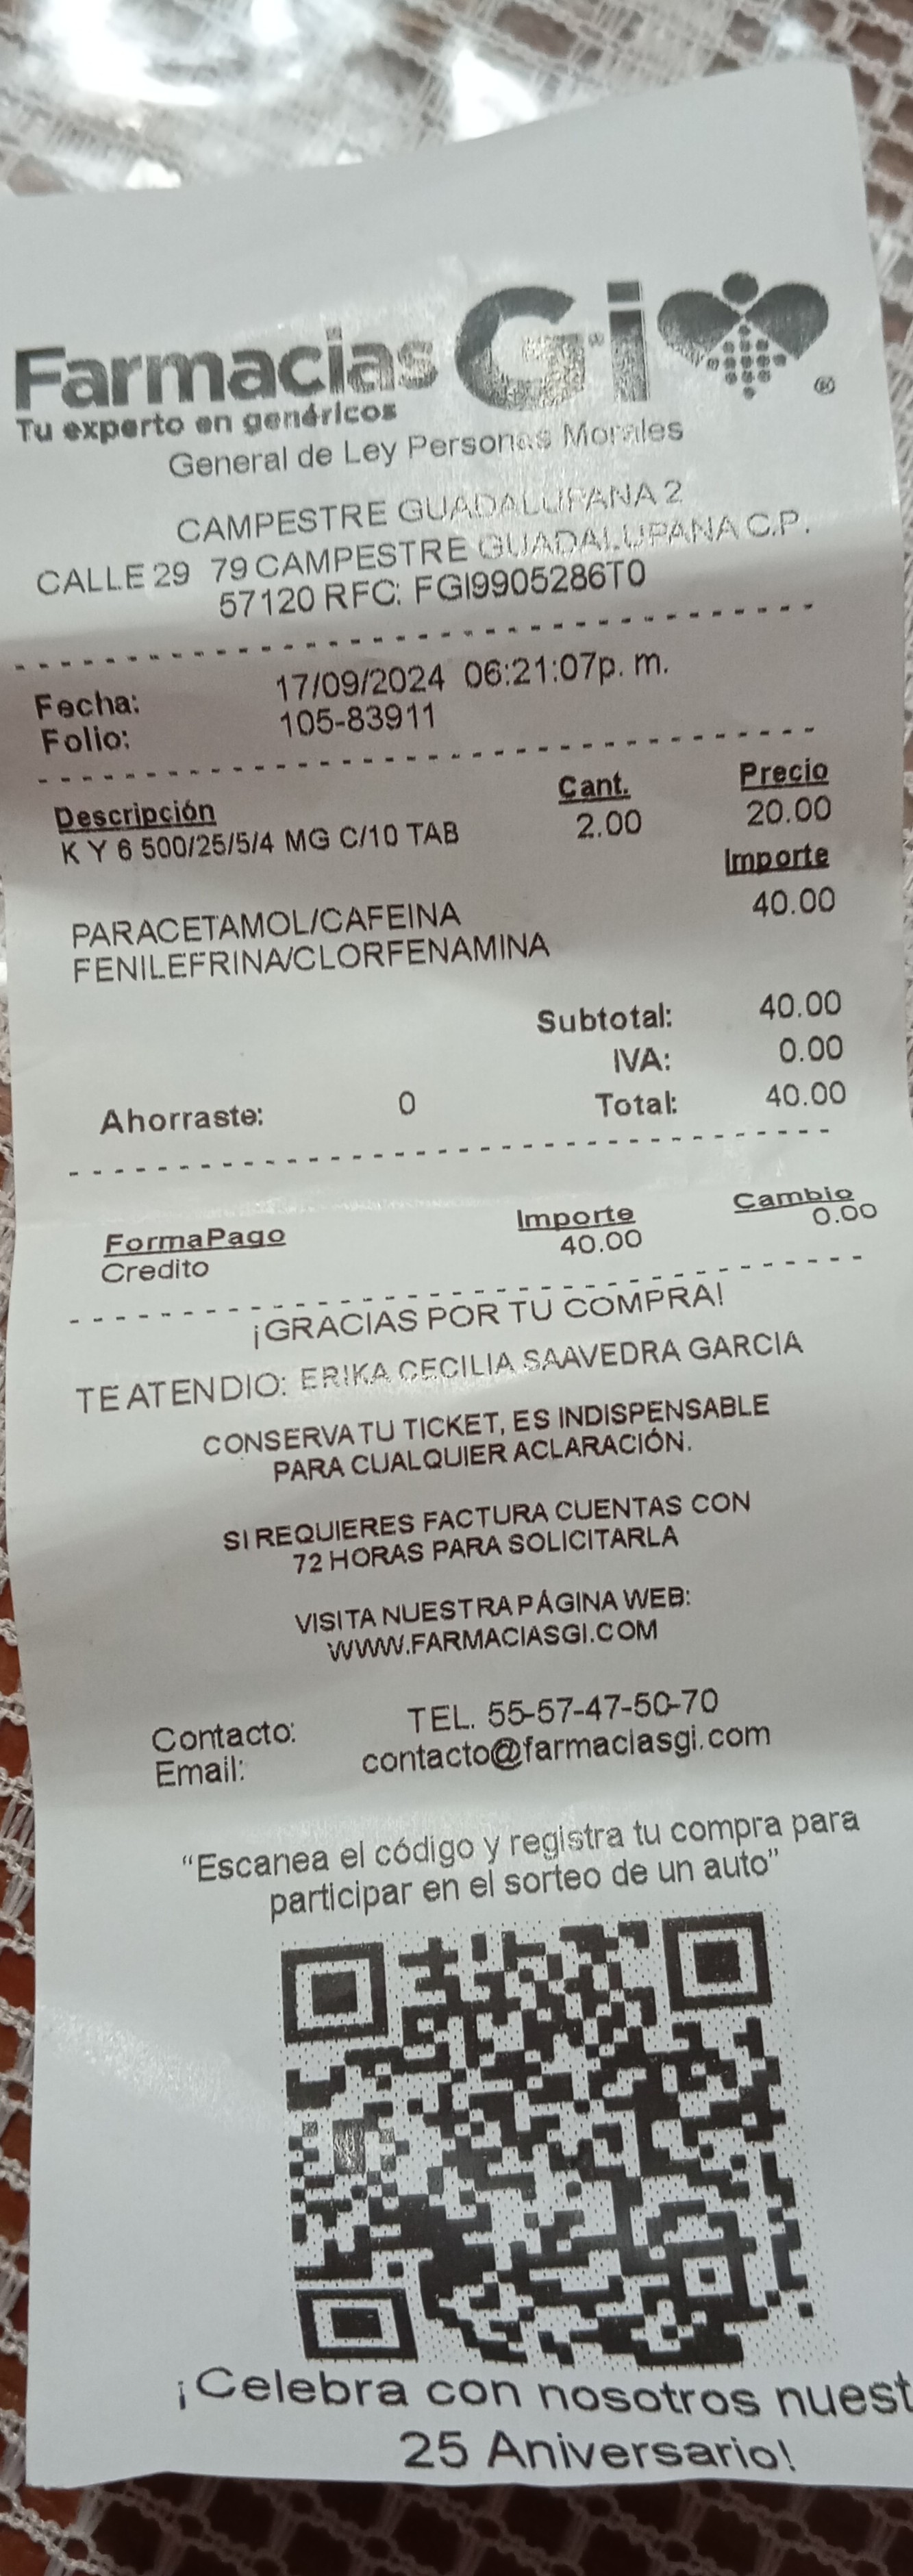 Farmacias Gi ®
Tu experto en genéricos
General de Ley Personas Morales
CAMPESTRE GUADALUPANA 2
CALLE 29 79 CAMPESTRE GUADALUPANA C.P.
57120 RFC: FGI9905286T0
Fecha: 17/09/2024 06:21:07p. m.
Folio: 105-83911
Descripción Cant. Precio
K Y 6 500/25/5/4 MG C/10 TAB 2.00 20.00
Importe
PARACETAMOL/CAFEINA 40.00
FENILEFRINA/CLORFENAMINA
Subtotal: 40.00
IVA: 0.00
Ahorraste: 0 Total: 40.00
FormaPago Importe Cambio
Credito 40.00 0.00
¡GRACIAS POR TU COMPRA!
TE ATENDIO: ERIKA CECILIA SAAVEDRA GARCIA
CONSERVA TU TICKET, ES INDISPENSABLE
PARA CUALQUIER ACLARACIÓN.
SI REQUIERES FACTURA CUENTAS CON
72 HORAS PARA SOLICITARLA
VISITA NUESTRA PÁGINA WEB:
WWW.FARMACIASGI.COM
Contacto: TEL. 55-57-47-50-70
Email: contacto@farmaciasgi.com
“Escanea el código y registra tu compra para
participar en el sorteo de un auto”
¡Celebra con nosotros nuest
25 Aniversario!